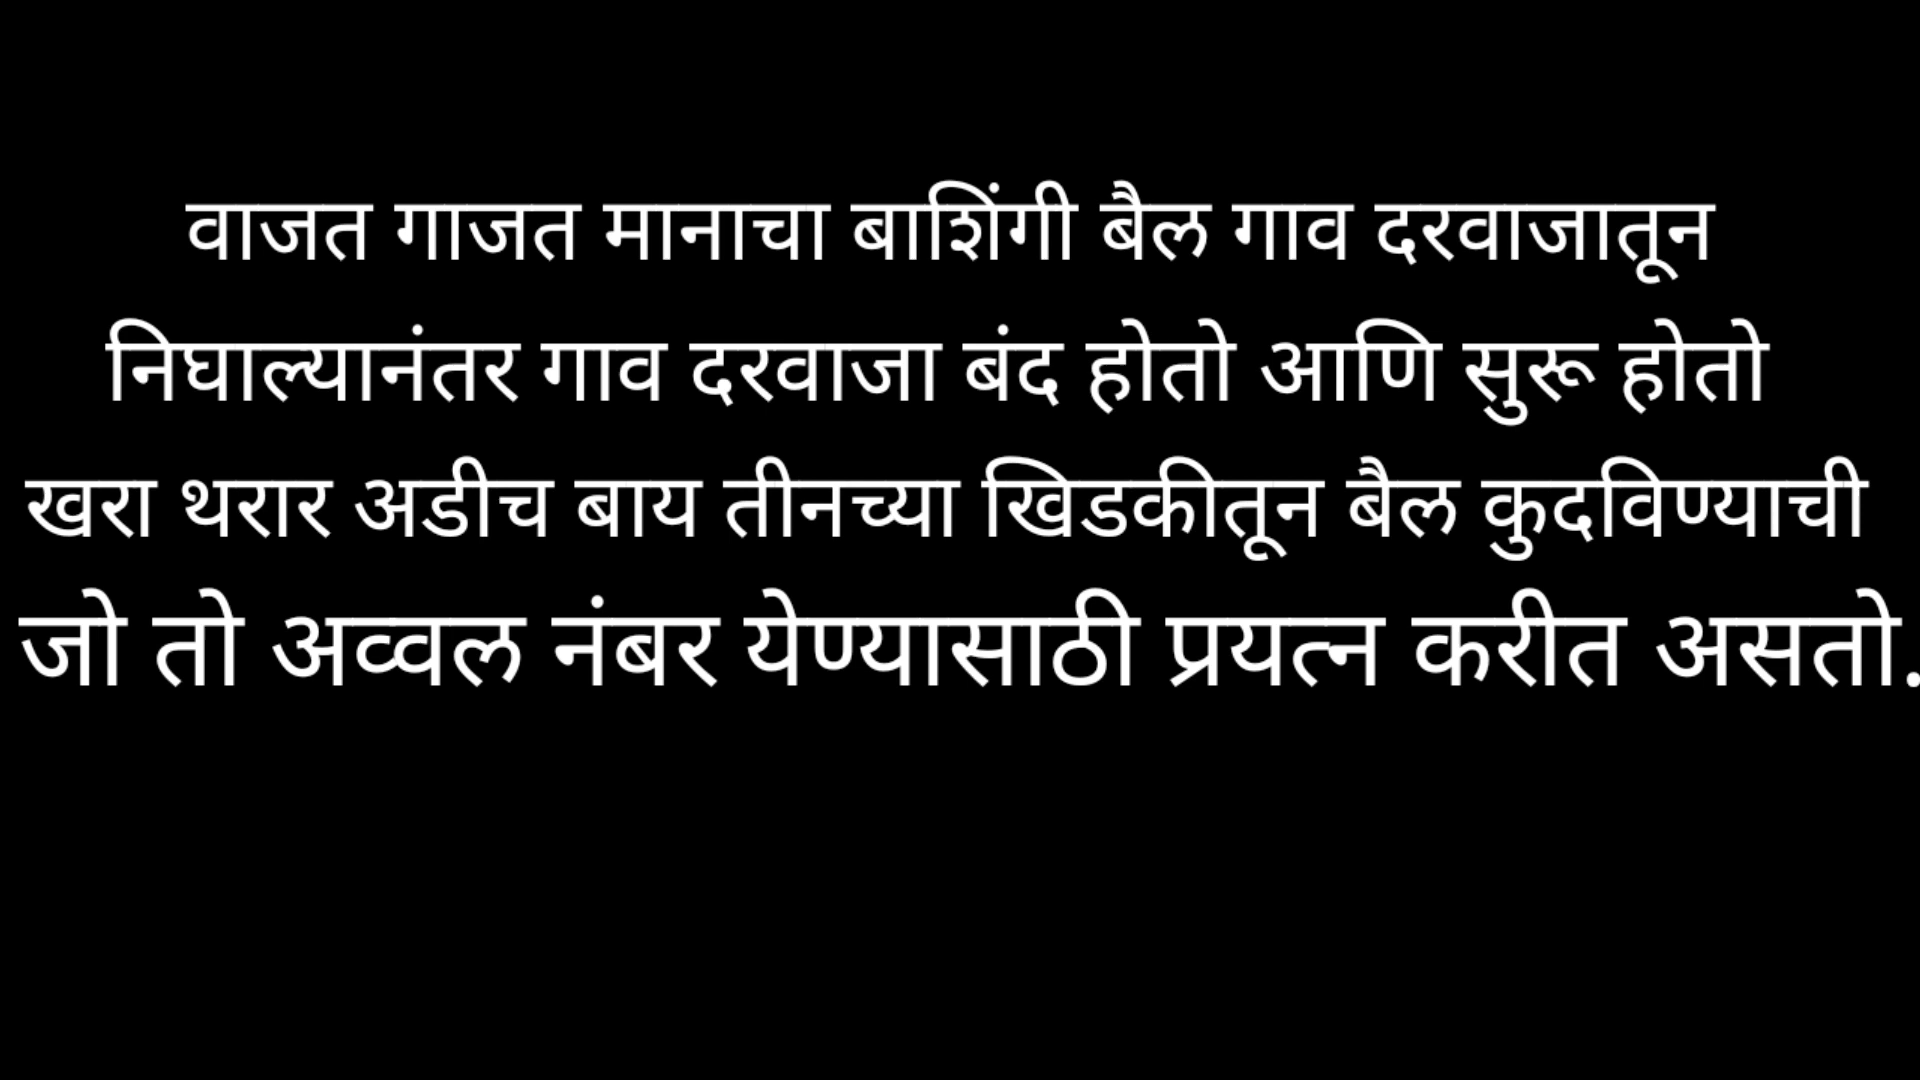 वाजत गाजत मानाचा बाशिंगी बैल गाव दरवाजातून
निघाल्यानंतर गाव दरवाजा बंद होतो आणि सुरू होतो
खरा थरार अडीच बाय तीनच्या खिडकीतून बैल कुदविण्याची
जो तो अव्वल नंबर येण्यासाठी प्रयत्न करीत असतो.